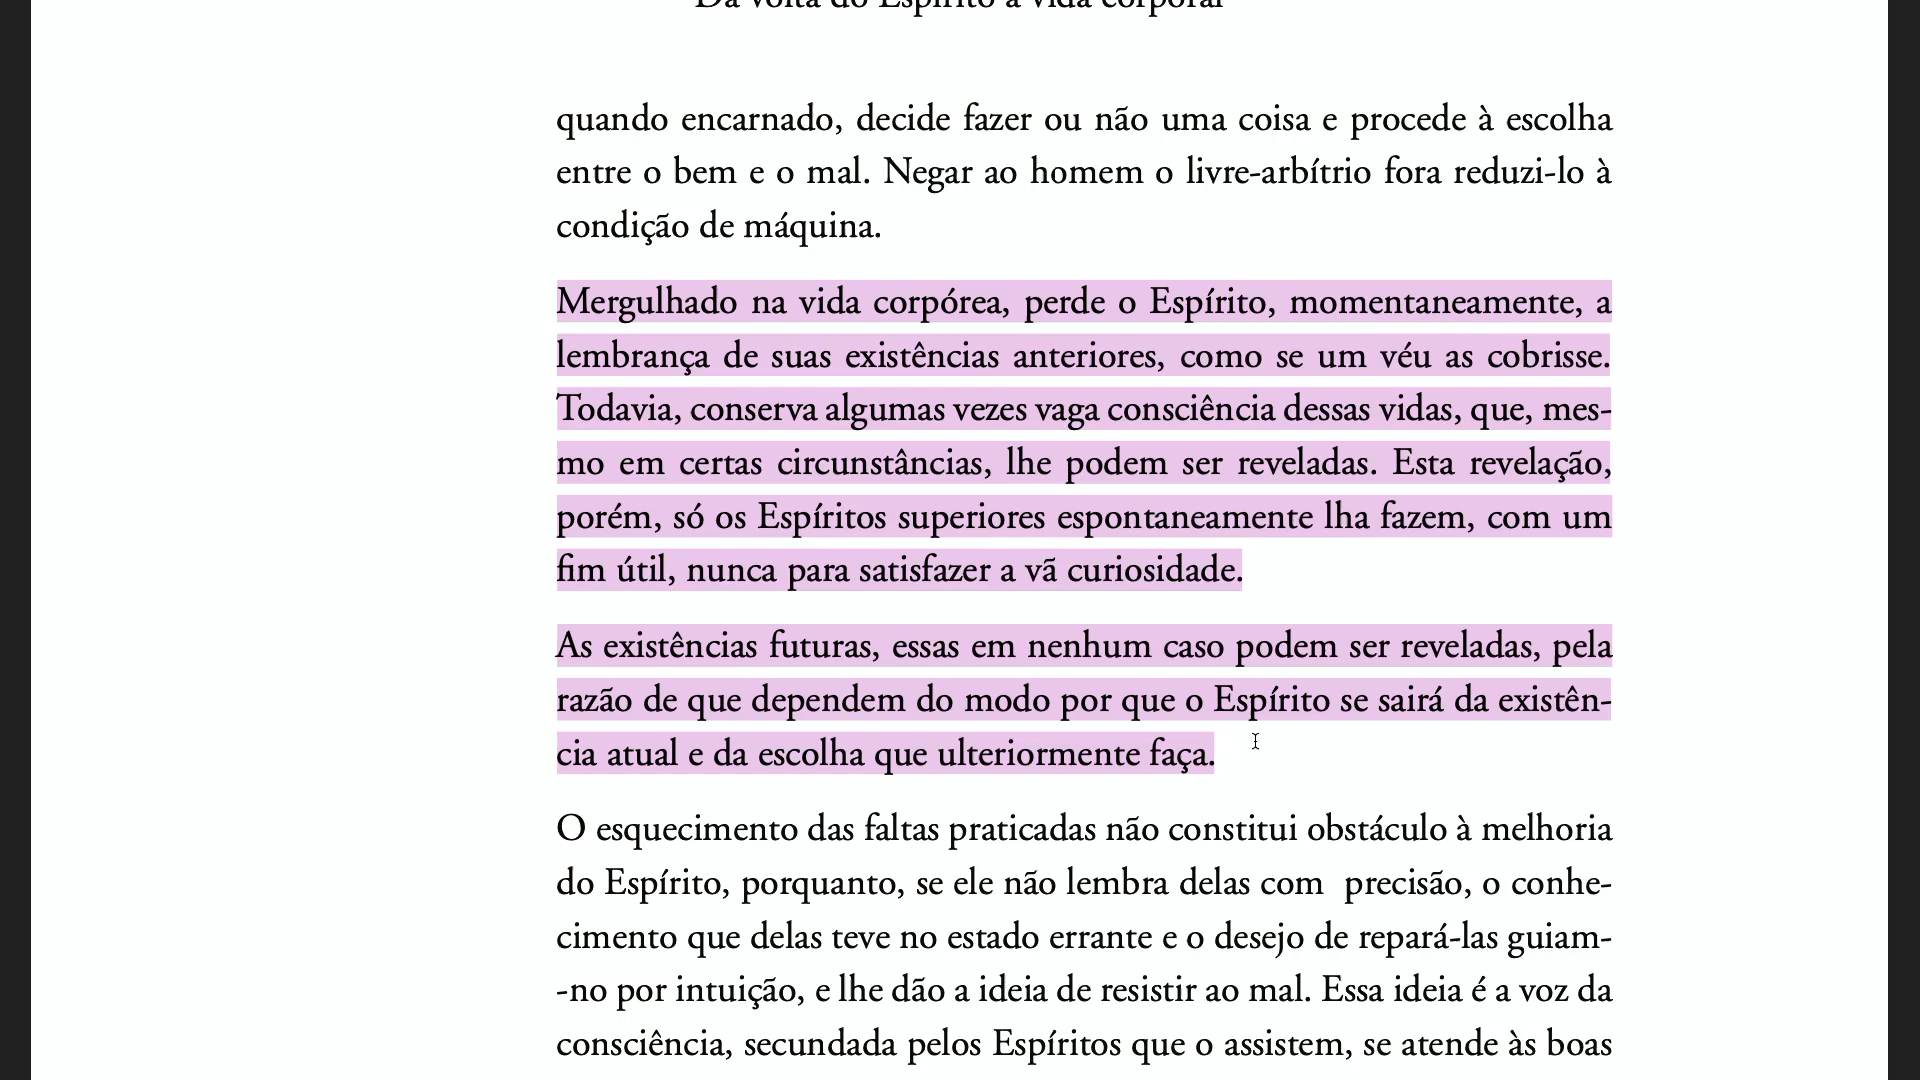 Da volta do Espírito à vida corporal
quando encarnado, decide fazer ou não uma coisa e procede à escolha
entre o bem e o mal. Negar ao homem o livre-arbítrio fora reduzi-lo à
condição de máquina.
Mergulhado na vida corpórea, perde o Espírito, momentaneamente, a
lembrança de suas existências anteriores, como se um véu as cobrisse.
Todavia, conserva algumas vezes vaga consciência dessas vidas, que, mes-
mo em certas circunstâncias, lhe podem ser reveladas. Esta revelação,
porém, só os Espíritos superiores espontaneamente lha fazem, com um
fim útil, nunca para satisfazer a vã curiosidade.
As existências futuras, essas em nenhum caso podem ser reveladas, pela
razão de que dependem do modo por que o Espírito se sairá da existên-
cia atual e da escolha que ulteriormente faça.
O esquecimento das faltas praticadas não constitui obstáculo à melhoria
do Espírito, porquanto, se ele não lembra delas com  precisão, o conhe-
cimento que delas teve no estado errante e o desejo de repará-las guiam-
-no por intuição, e lhe dão a ideia de resistir ao mal. Essa ideia é a voz da
consciência, secundada pelos Espíritos que o assistem, se atende às boas